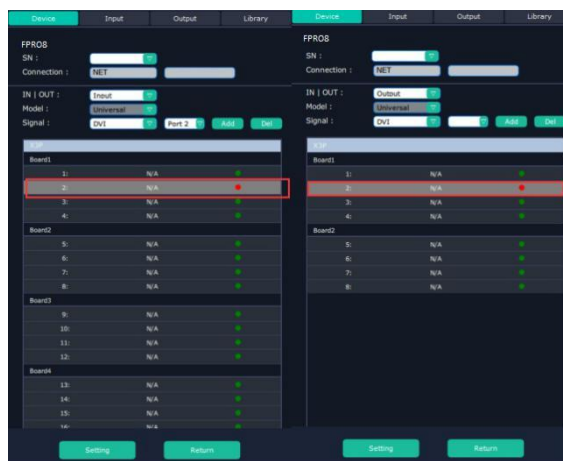 Device Input Output Library
FPRO8
SN :
Connection : NET
IN | OUT : Input
Model : Universal
Signal : DVI Port 2 Add Del
Board1
1: N/A
2: N/A
3: N/A
4: N/A
Board2
5: N/A
6: N/A
7: N/A
8: N/A
Board3
9: N/A
10: N/A
11: N/A
12: N/A
Board4
13: N/A
14: N/A
15: N/A
16: N/A
Setting Return
Device Input Output Library
FPRO8
SN :
Connection : NET
IN | OUT : Output
Model : Universal
Signal : DVI Add Del
Board1
1: N/A
2: N/A
3: N/A
4: N/A
Board2
5: N/A
6: N/A
7: N/A
8: N/A
Setting Return